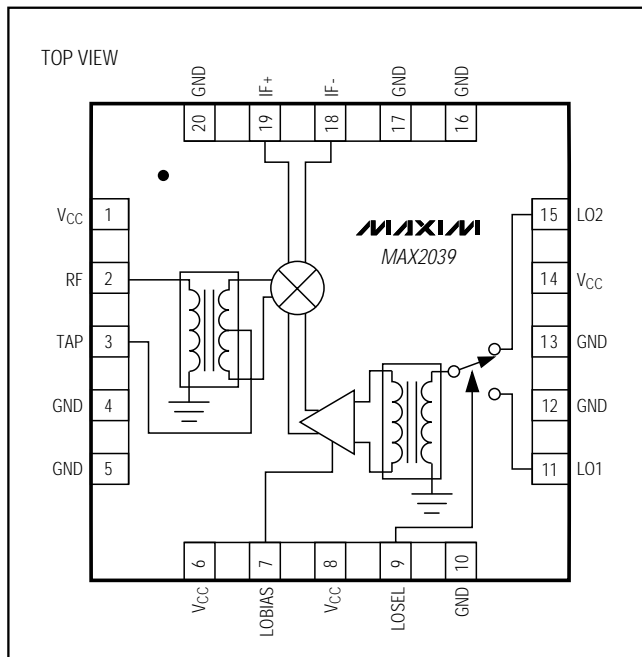 TOP VIEW
GND
IF+
IF-
GND
GND
20
19
18
17
16
MAXIM
MAX2039
VCC 1
RF 2
TAP 3
GND 4
GND 5
15 LO2
14 VCC
13 GND
12 GND
11 LO1
6
7
8
9
10
VCC
LOBIAS
VCC
LOSEL
GND